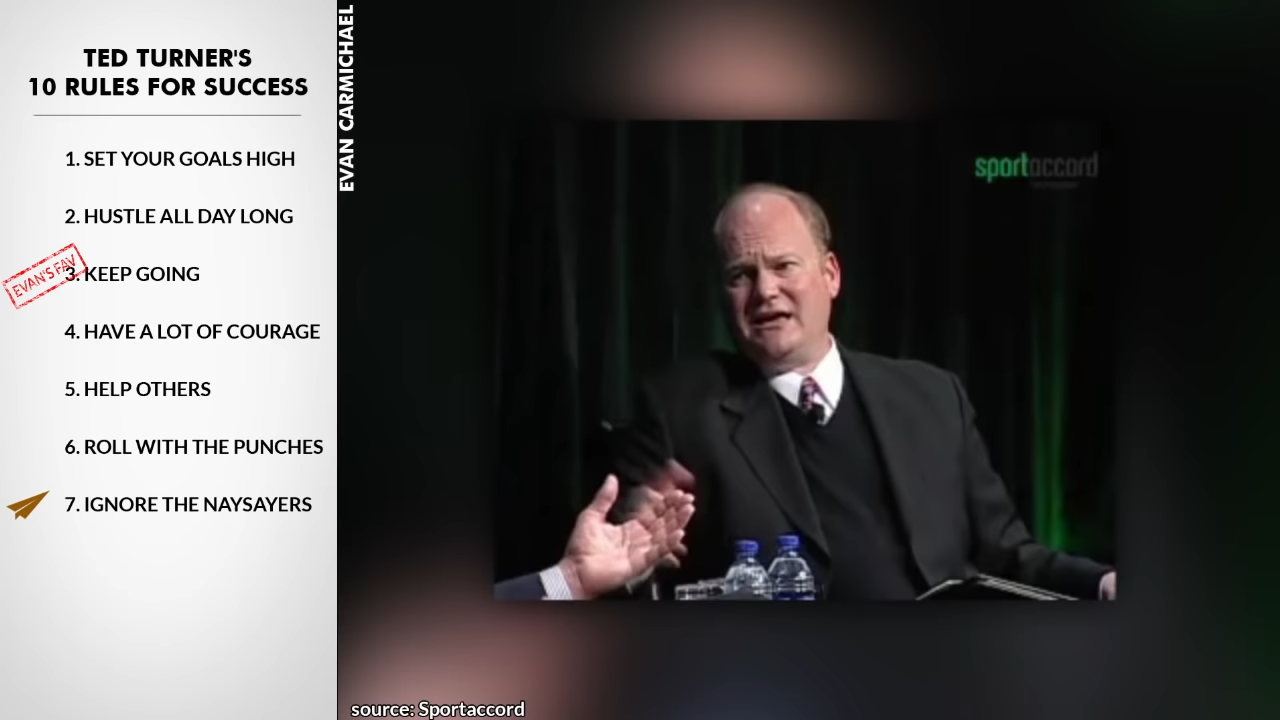 TED TURNER'S
10 RULES FOR SUCCESS
1. SET YOUR GOALS HIGH
2. HUSTLE ALL DAY LONG
EVAN'S FAV
3. KEEP GOING
4. HAVE A LOT OF COURAGE
5. HELP OTHERS
6. ROLL WITH THE PUNCHES
7. IGNORE THE NAYSAYERS
EVAN CARMICHAEL
sportaccord
source: Sportaccord